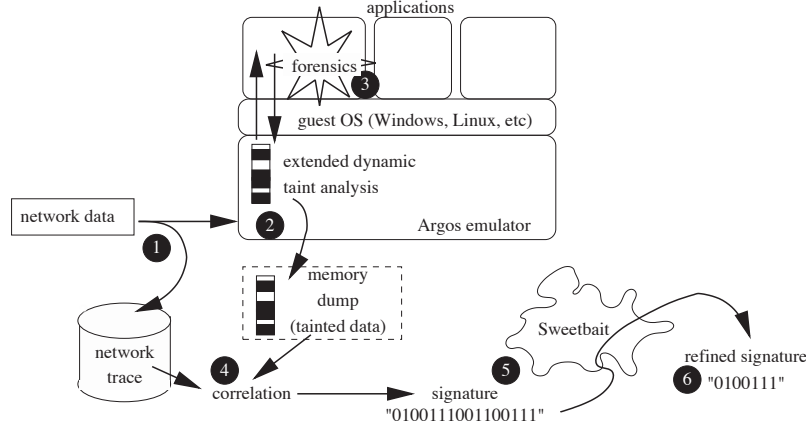 applications
forensics
3
guest OS (Windows, Linux, etc)
extended dynamic
taint analysis
network data
2
Argos emulator
1
memory
dump
(tainted data)
Sweetbait
network
trace
4
correlation
5
signature
"0100111001100111"
refined signature
6
"0100111"